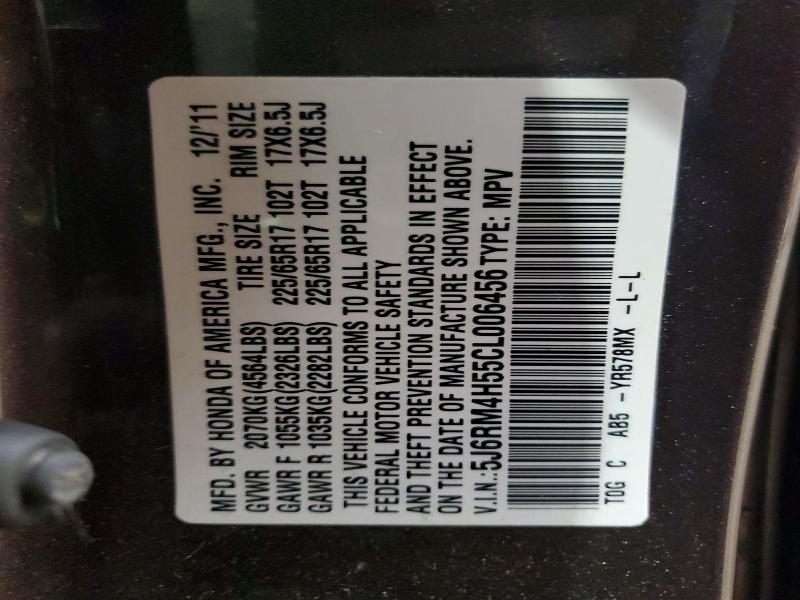 MFD. BY HONDA OF AMERICA MFG., INC. 12/'11
GVWR 2070KG(4564LBS) TIRE SIZE RIM SIZE
GAWR F 1055KG(2326LBS) 225/65R17 102T 17X6.5J
GAWR R 1035KG(2282LBS) 225/65R17 102T 17X6.5J
THIS VEHICLE CONFORMS TO ALL APPLICABLE
FEDERAL MOTOR VEHICLE SAFETY
AND THEFT PREVENTION STANDARDS IN EFFECT
ON THE DATE OF MANUFACTURE SHOWN ABOVE.
V.I.N.:5J6RM4H55CL006456 TYPE: MPV
TOG C AB5 -YR578MX -L-L